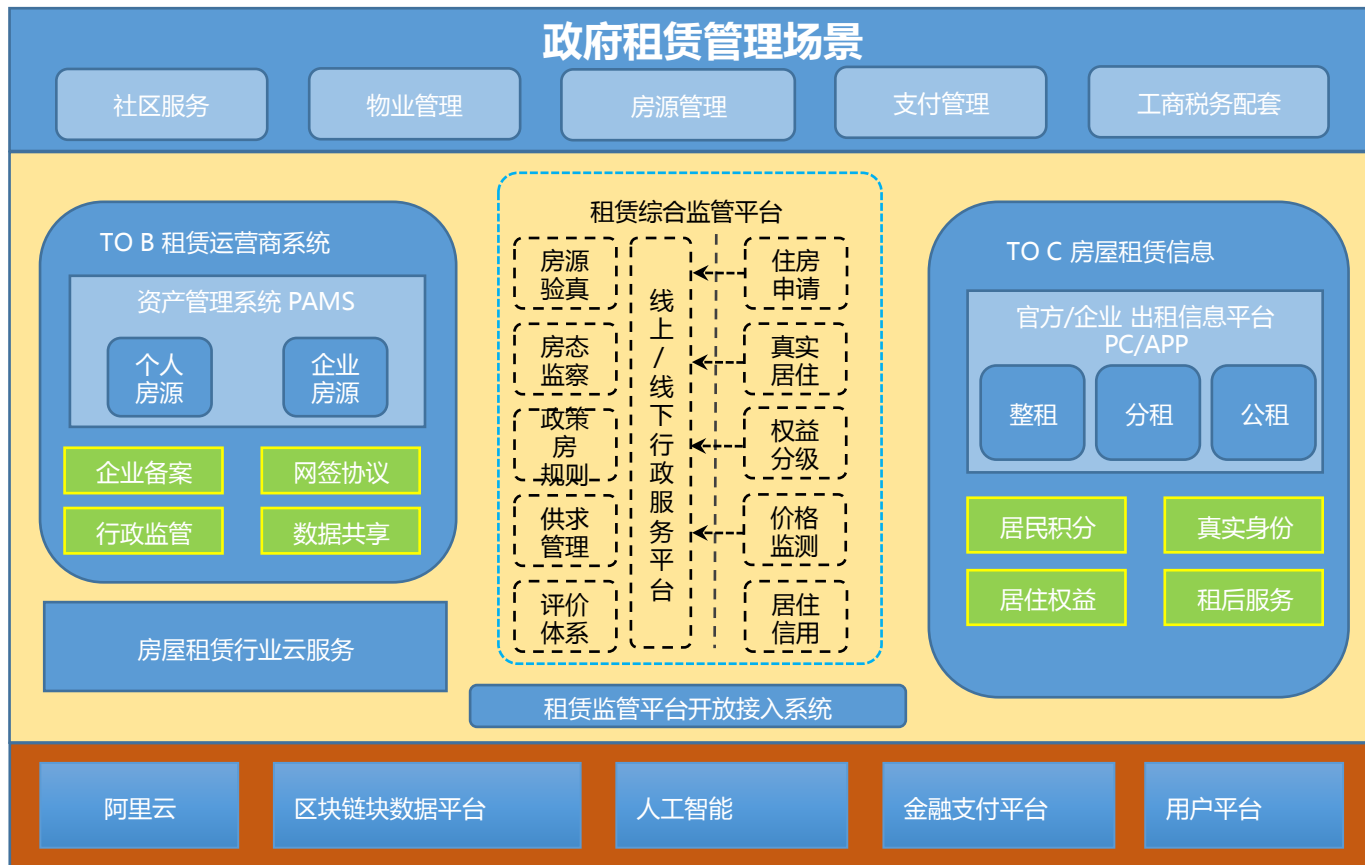 政府租赁管理场景
社区服务
物业管理
房源管理
支付管理
工商税务配套
TO B 租赁运营商系统
资产管理系统 PAMS
个人
房源
企业
房源
企业备案
网签协议
行政监管
数据共享
房屋租赁行业云服务
租赁综合监管平台
房源
验真
房态
监察
政策
房
规则
供求
管理
评价
体系
线上/线下行政服务平台
住房
申请
真实
居住
权益
分级
价格
监测
居住
信用
租赁监管平台开放接入系统
TO C 房屋租赁信息
官方/企业 出租信息平台
PC/APP
整租
分租
公租
居民积分
真实身份
居住权益
租后服务
阿里云
区块链块数据平台
人工智能
金融支付平台
用户平台